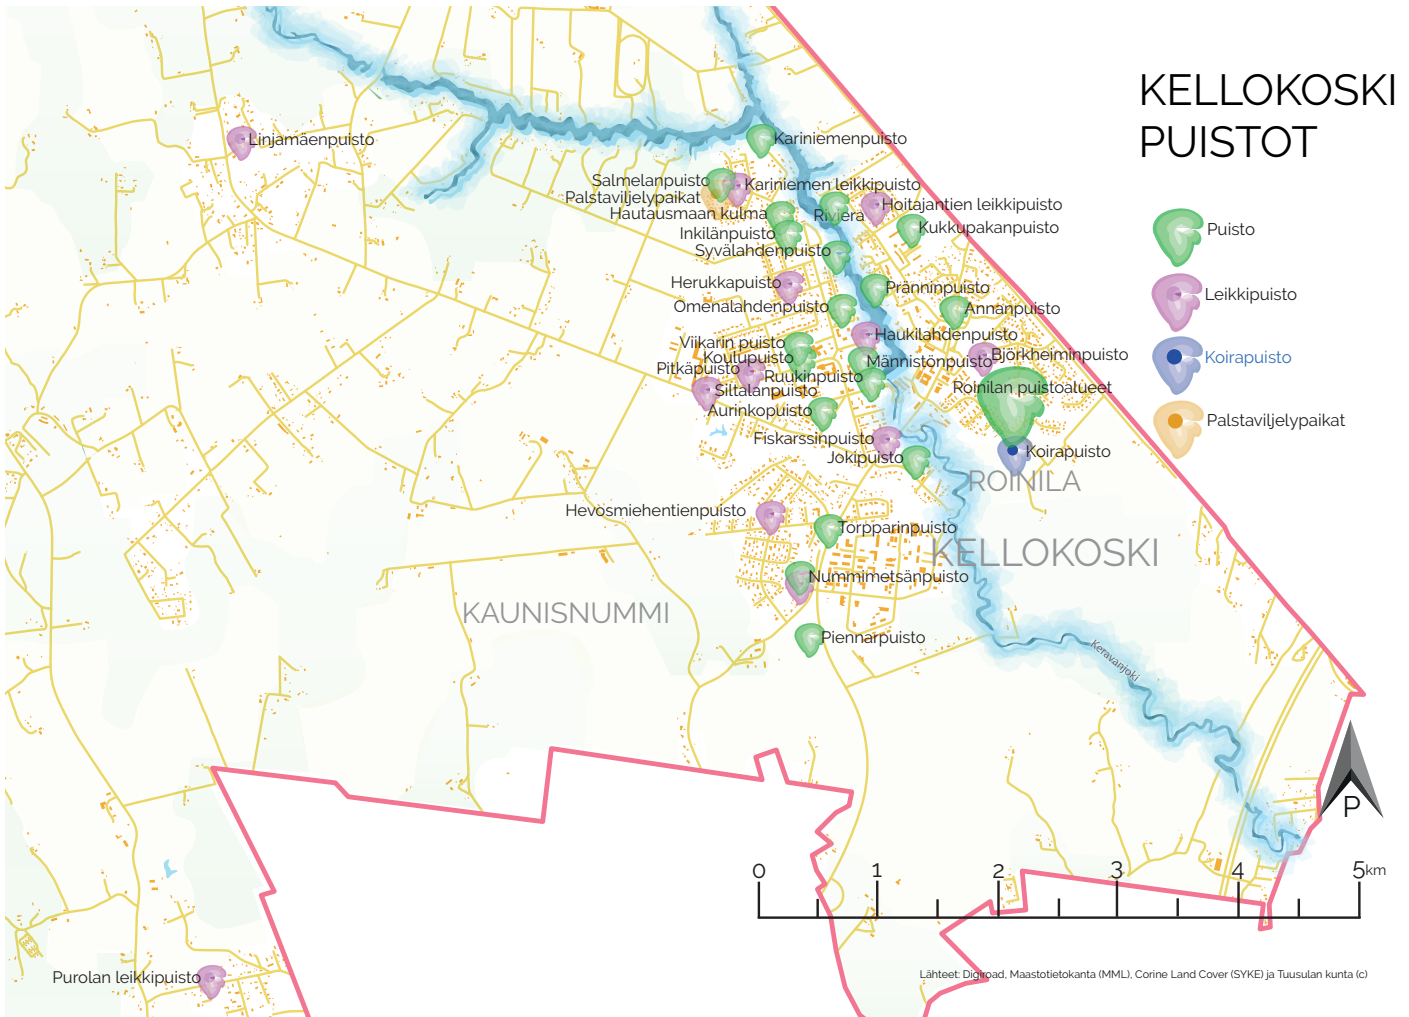 KELLOKOSKI
PUISTOT
Puisto
Leikkipuisto
Koirapuisto
Palstaviljelypaikat
Linjamäenpuisto
Kariniemenpuisto
Salmelanpuisto
Kariniemen leikkipuisto
Palstaviljelypaikat
Hautausmaan kulma
Riviera
Hoitajantien leikkipuisto
Inkilänpuisto
Kukkupakanpuisto
Syvälahdenpuisto
Herukkapuisto
Pränninpuisto
Omenalahdenpuisto
Annanpuisto
Haukilahdenpuisto
Viikarin puisto
Koulupuisto
Männistönpuisto
Björkheiminpuisto
Pitkäpuisto
Ruukinpuisto
Siltalanpuisto
Roinilan puistoalueet
Aurinkopuisto
Fiskarssinpuisto
Jokipuisto
Koirapuisto
ROINILA
Hevosmiehentienpuisto
Torpparinpuisto
KELLOKOSKI
Nummimetsänpuisto
KAUNISNUMMI
Piennarpuisto
Keravanjoki
P
0 1 2 3 4 5km
Purolan leikkipuisto
Lähteet: Digiroad, Maastotietokanta (MML), Corine Land Cover (SYKE) ja Tuusulan kunta (c)